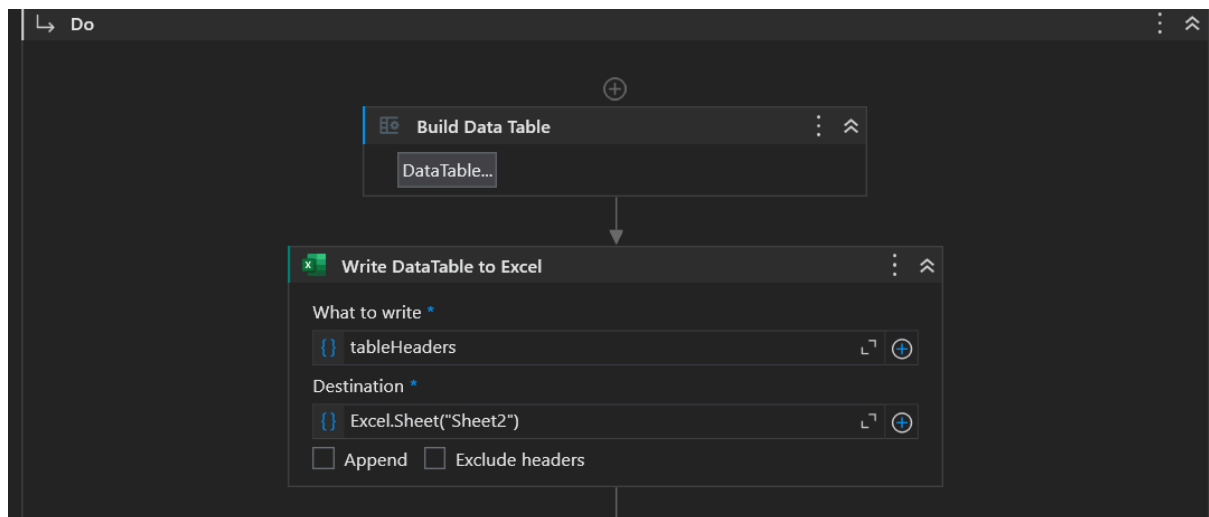 Do
Build Data Table
DataTable...
Write DataTable to Excel
What to write *
{} tableHeaders
Destination *
{} Excel.Sheet("Sheet2")
Append Exclude headers